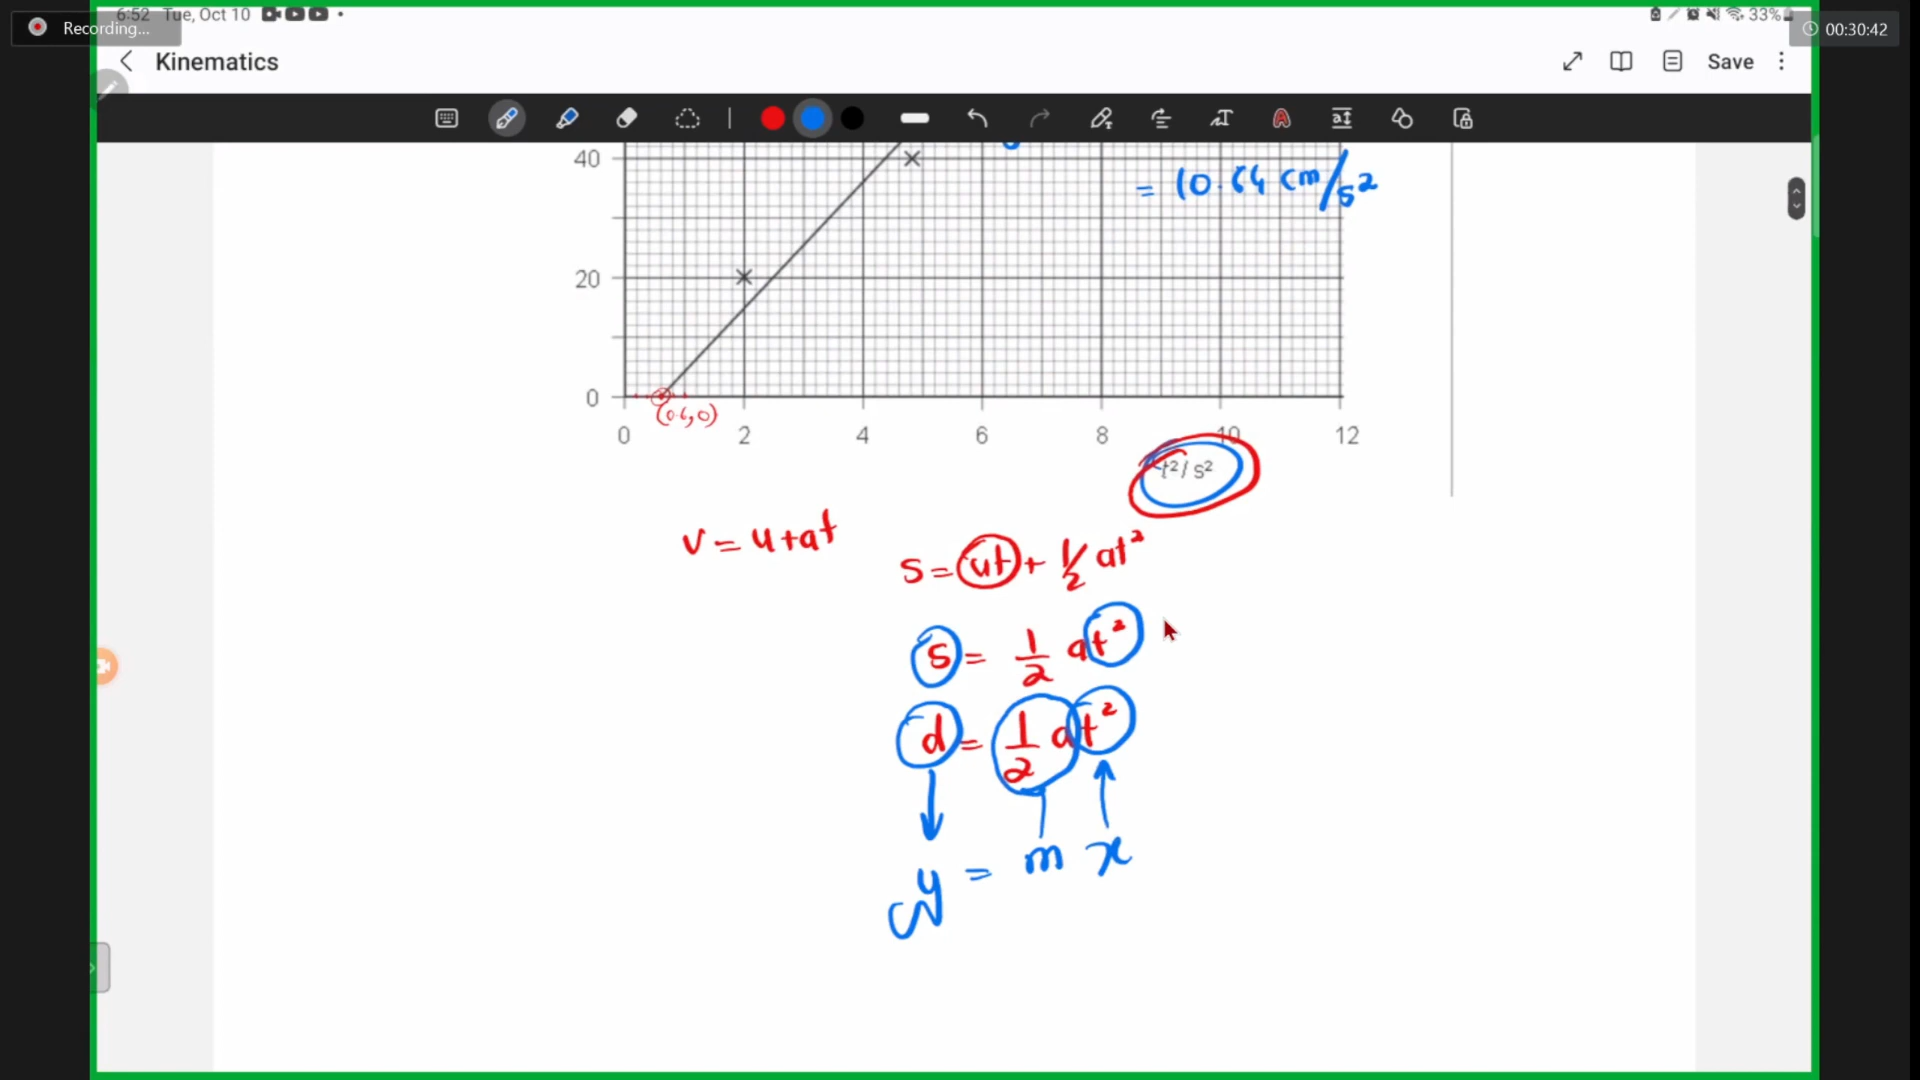 6:52 Tue, Oct 10
33%
Recording...
00:30:42
Kinematics
Save
40
= 10.64 cm/s²
20
0
(0.6,0)
0 2 4 6 8 10 12
t²/ s²
v = u+at
s = ut + 1/2 at²
s = 1/2 at²
d = 1/2 at²
y = m x